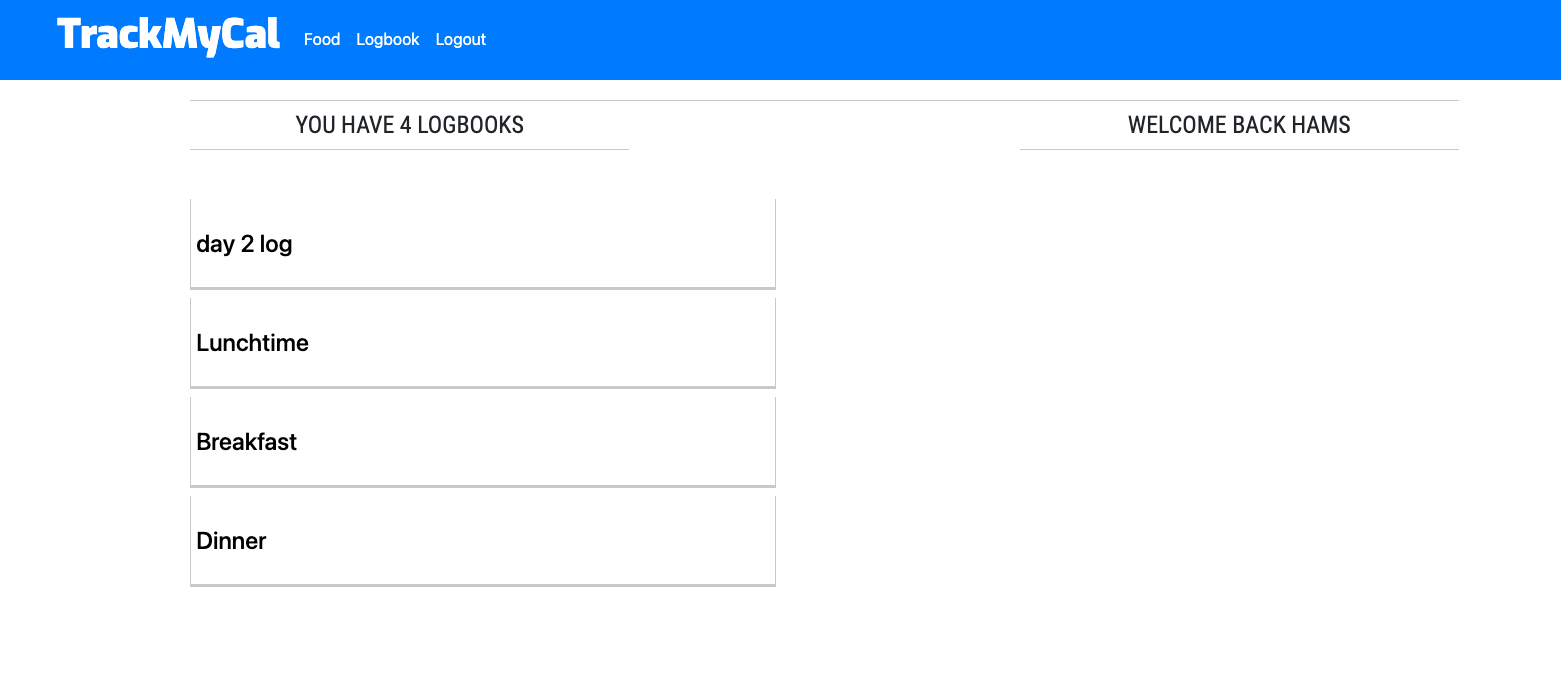 TrackMyCal Food Logbook Logout
YOU HAVE 4 LOGBOOKS WELCOME BACK HAMS
day 2 log
Lunchtime
Breakfast
Dinner